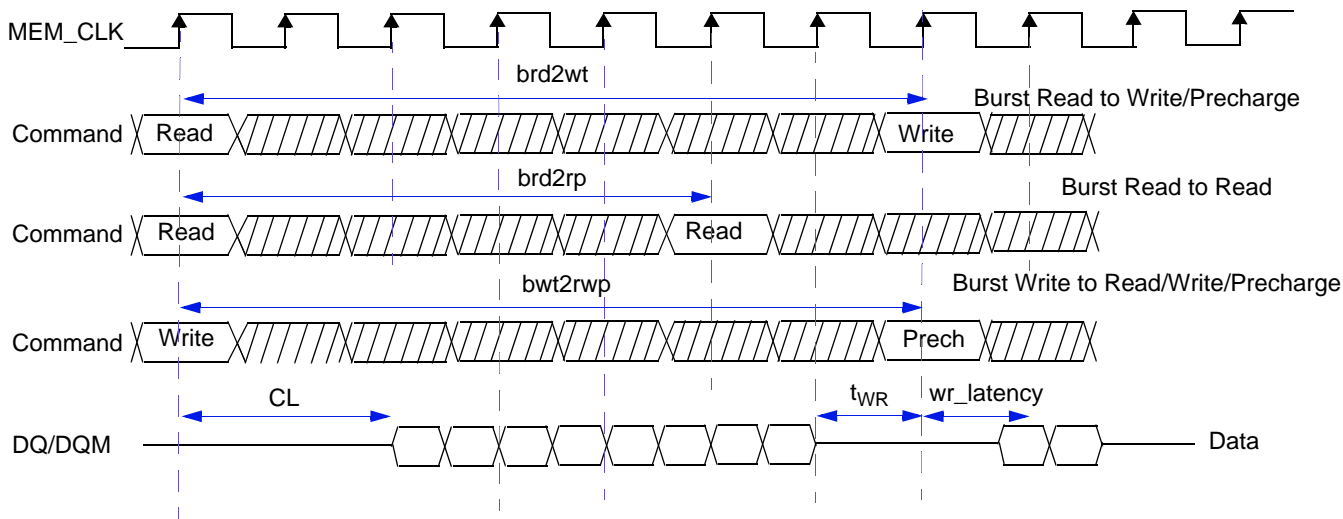 MEM_CLK
brd2wt
Burst Read to Write/Precharge
Command Read Write
brd2rp
Burst Read to Read
Command Read Read
bwt2rwp
Burst Write to Read/Write/Precharge
Command Write Prech
CL tWR wr_latency
DQ/DQM Data